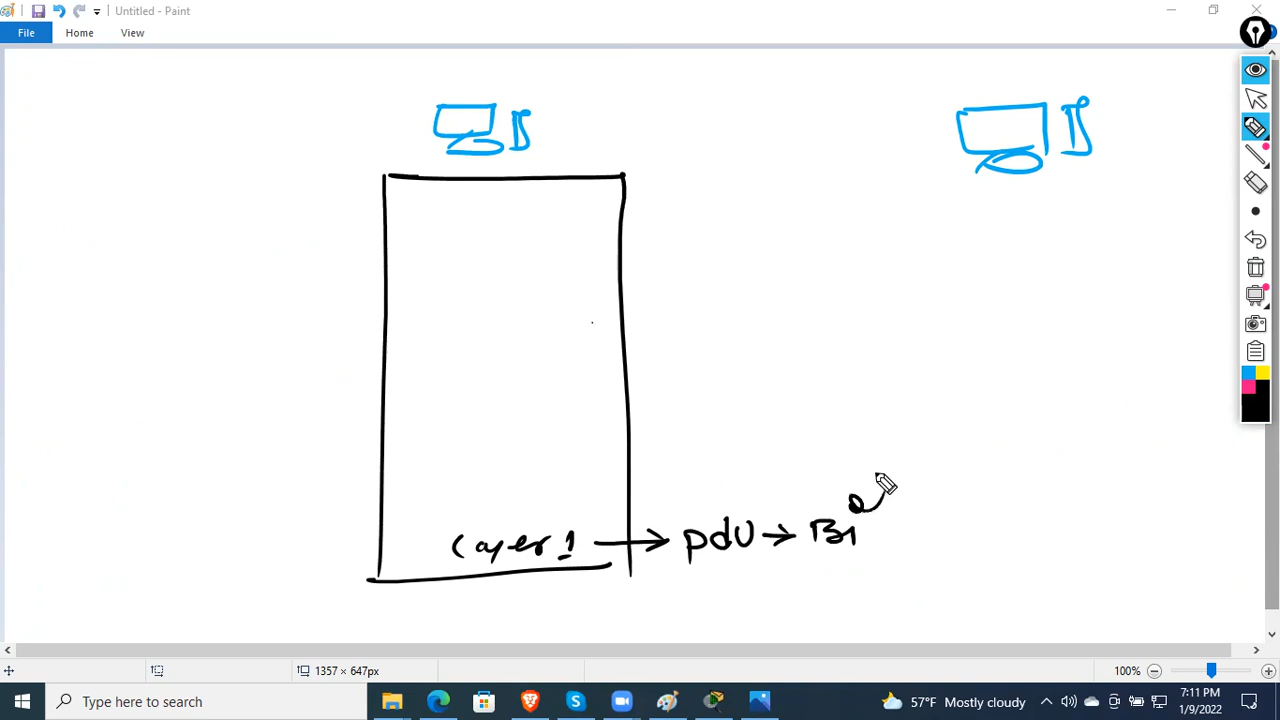 Untitled - Paint
File Home View
Layer 1 → pdU → Bi
1357 × 647px
100%
Type here to search
57°F Mostly cloudy
7:11 PM
1/9/2022